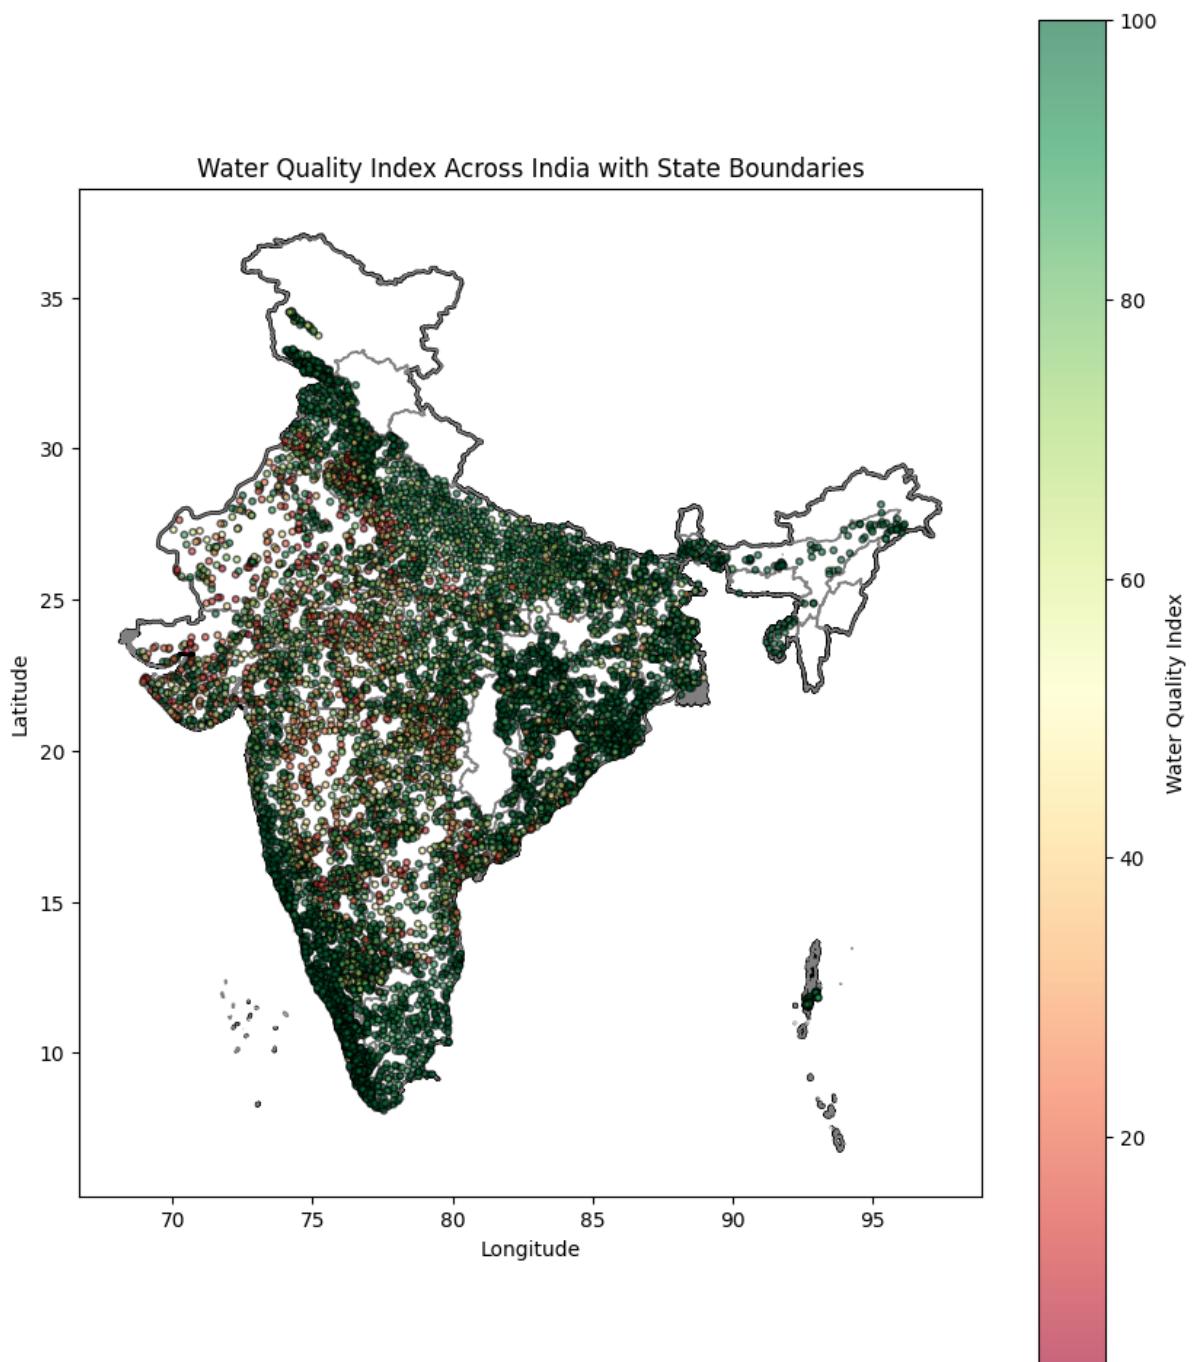 Water Quality Index Across India with State Boundaries
Latitude
35
30
25
20
15
10
70 75 80 85 90 95
Longitude
100
80
60
40
20
Water Quality Index